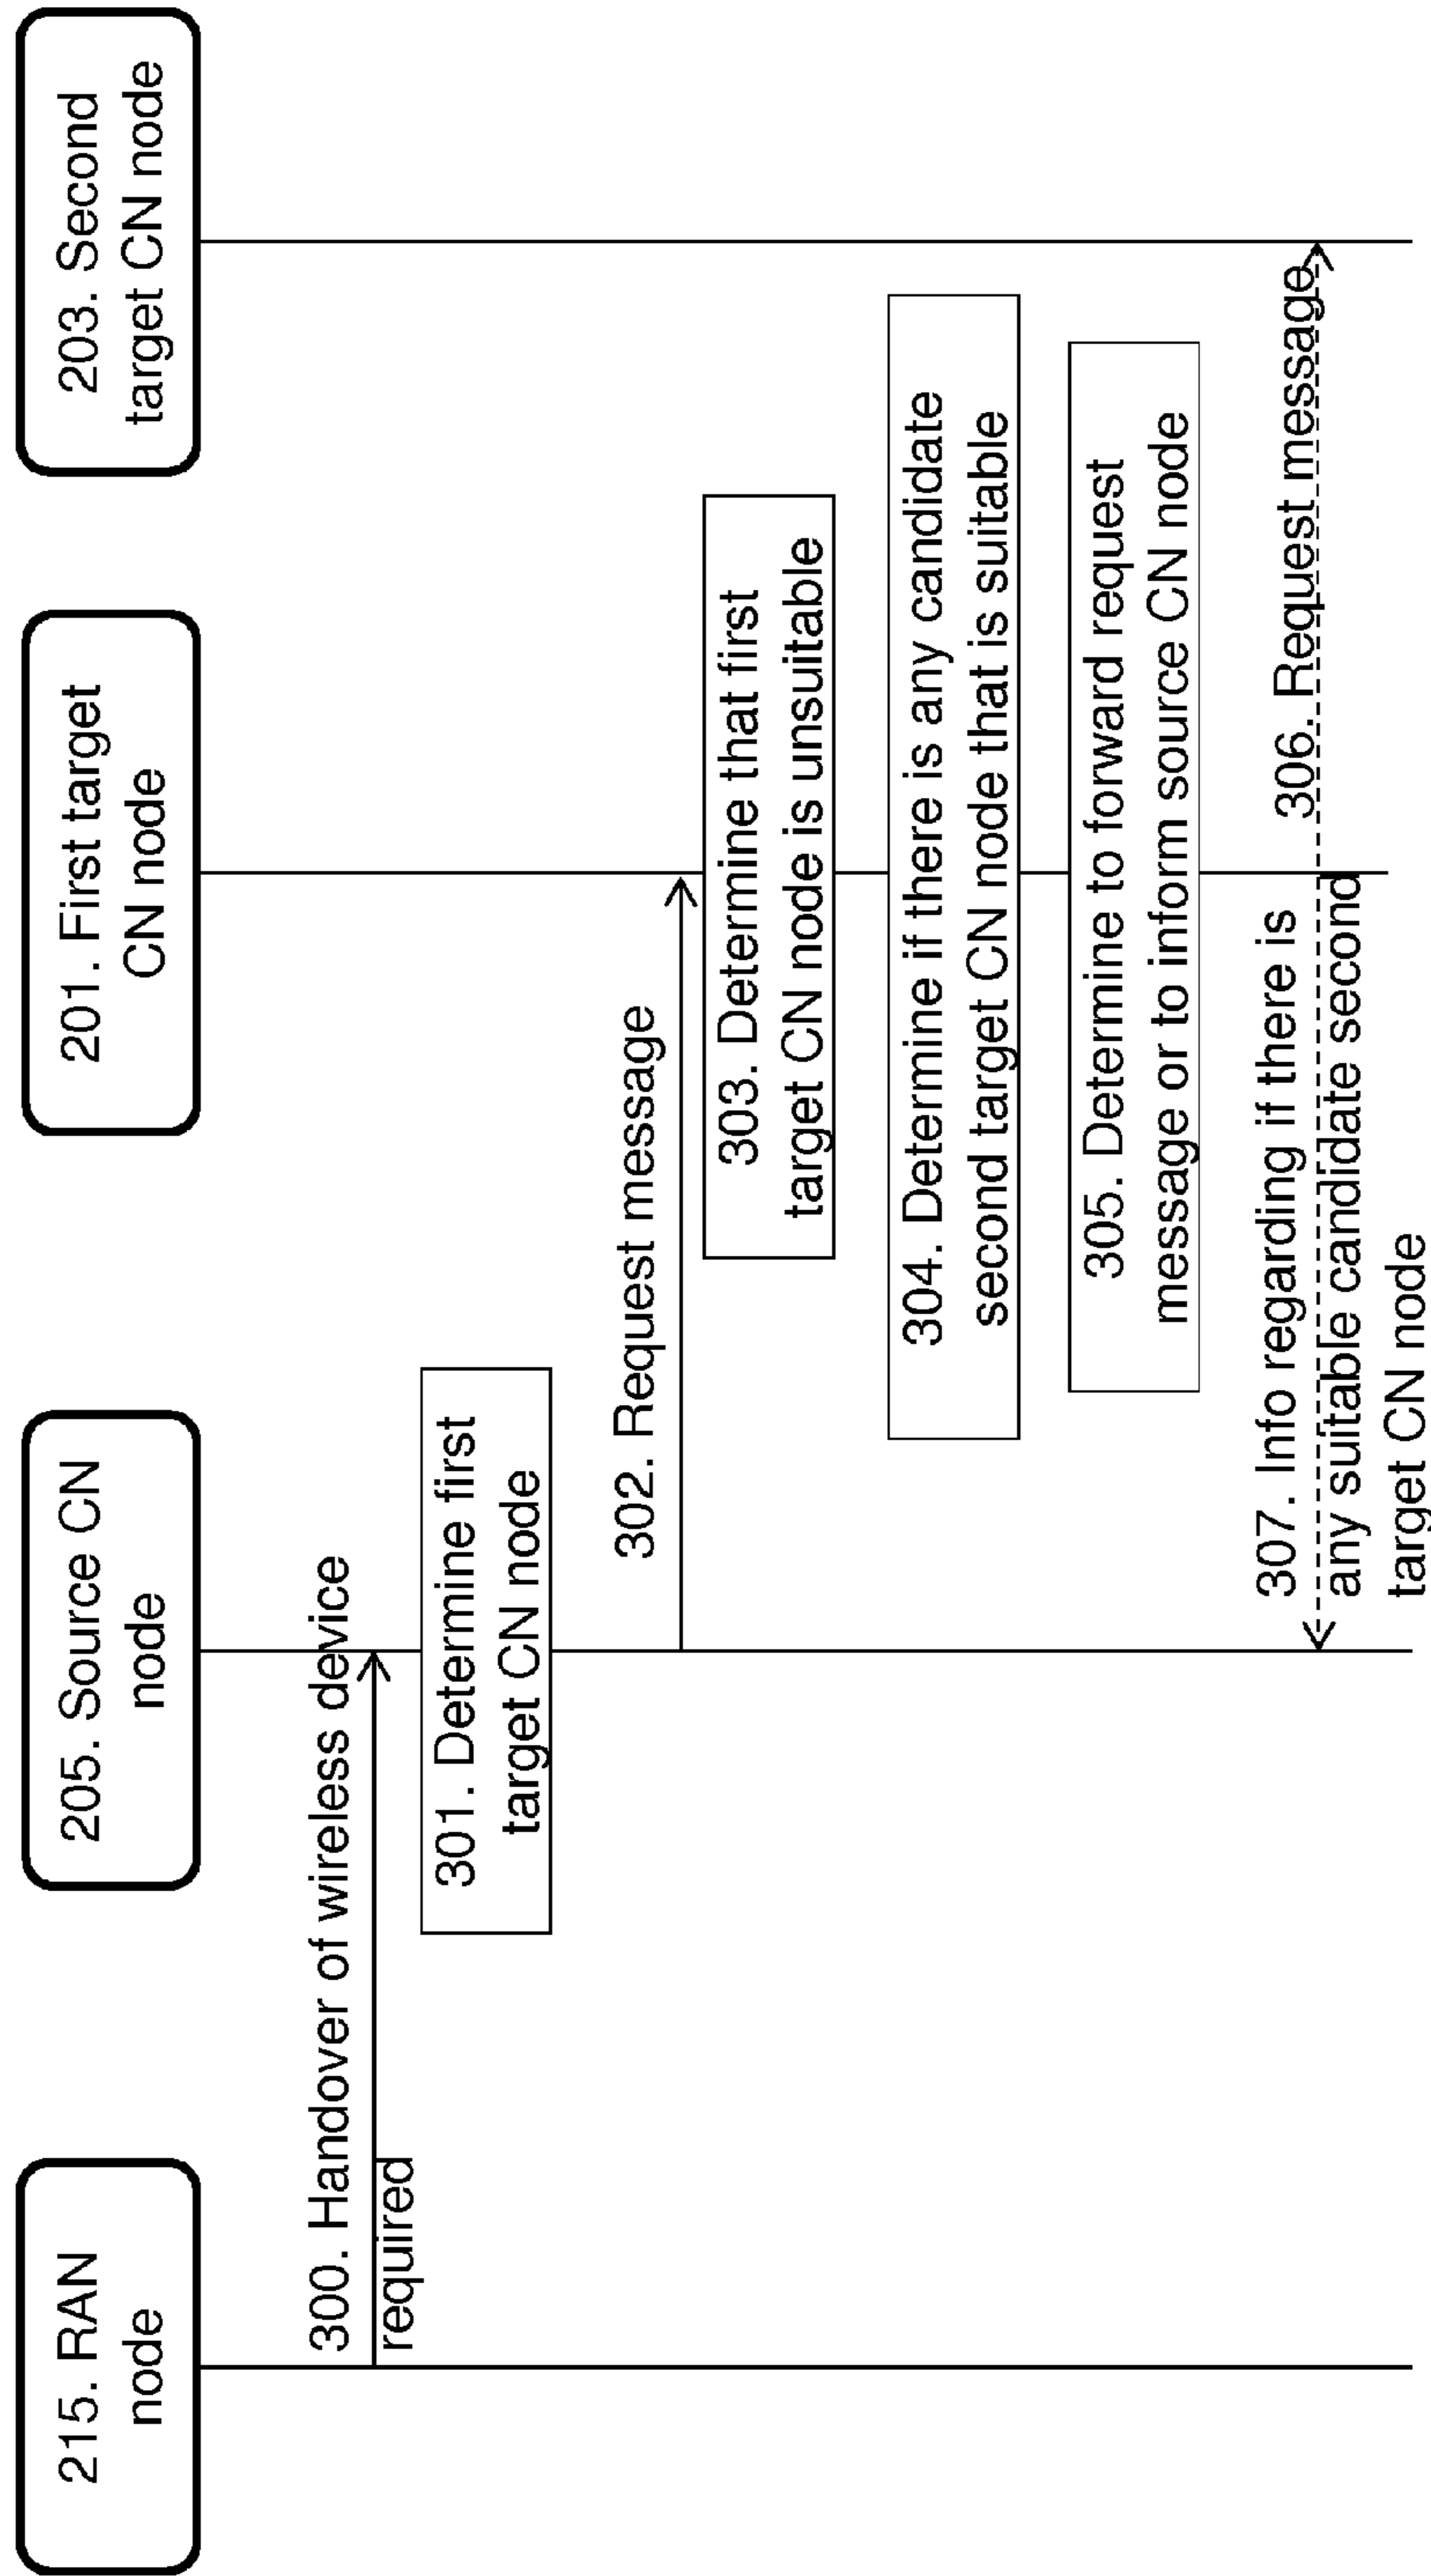 215. RAN
node
205. Source CN
node
201. First target
CN node
203. Second
target CN node
300. Handover of wireless device
required
301. Determine first
target CN node
302. Request message
303. Determine that first
target CN node is unsuitable
304. Determine if there is any candidate
second target CN node that is suitable
305. Determine to forward request
message or to inform source CN node
306. Request message
307. Info regarding if there is
any suitable candidate second
target CN node